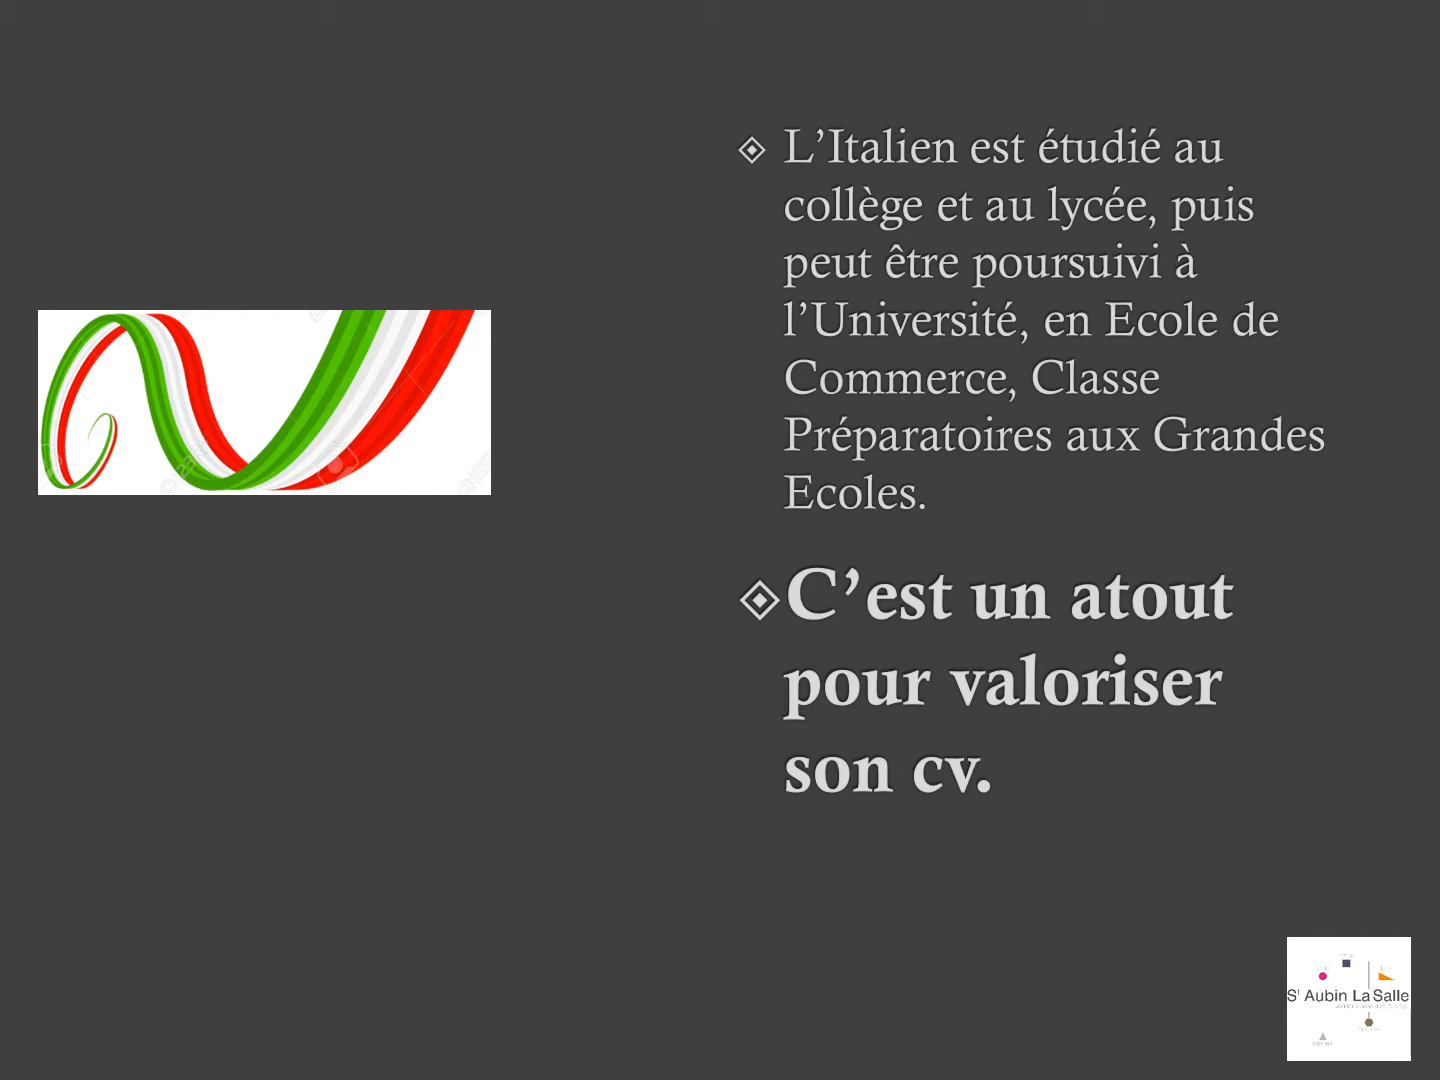 L’Italien est étudié au
collège et au lycée, puis
peut être poursuivi à
l’Université, en Ecole de
Commerce, Classe
Préparatoires aux Grandes
Ecoles.
C’est un atout
pour valoriser
son cv.
St Aubin La Salle